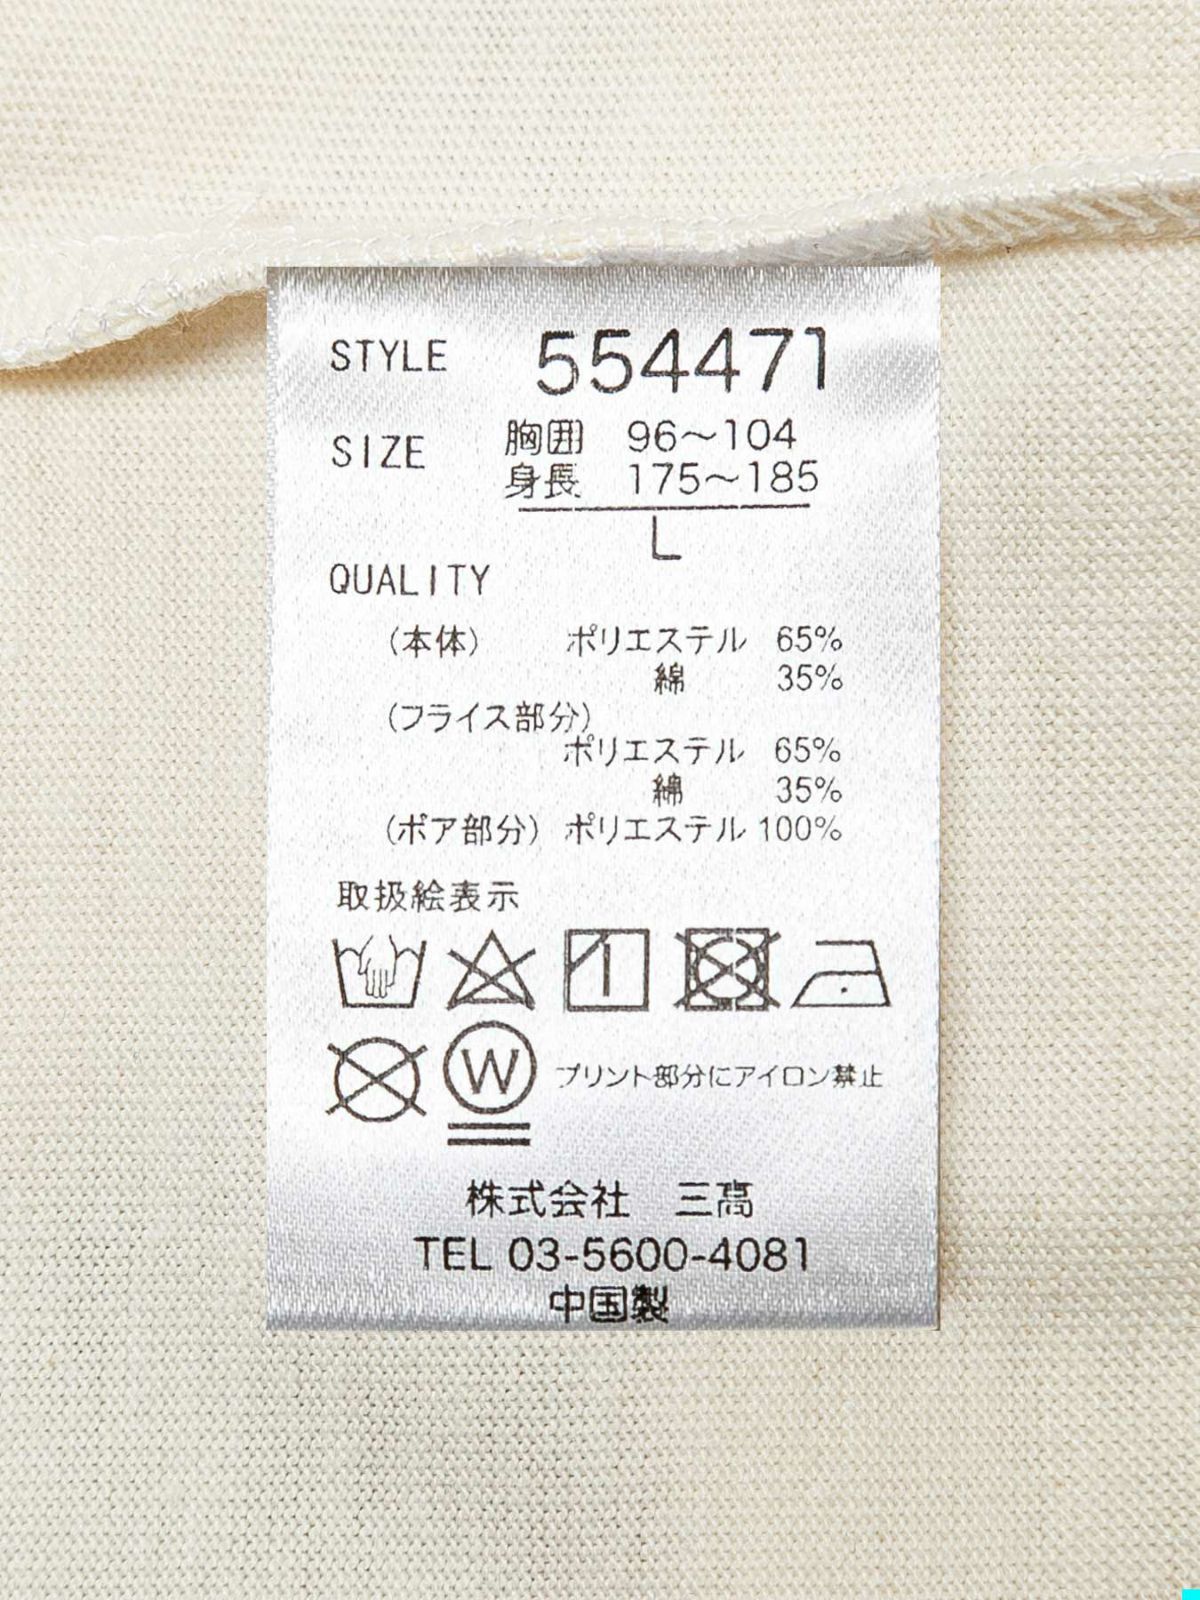 STYLE 554471
SIZE 胸囲 96～104
身長 175～185
L
QUALITY
(本体) ポリエステル 65%
綿 35%
(フライス部分)
ポリエステル 65%
綿 35%
(ボア部分) ポリエステル 100%
取扱絵表示
W
プリント部分にアイロン禁止
株式会社 三高
TEL 03-5600-4081
中国製